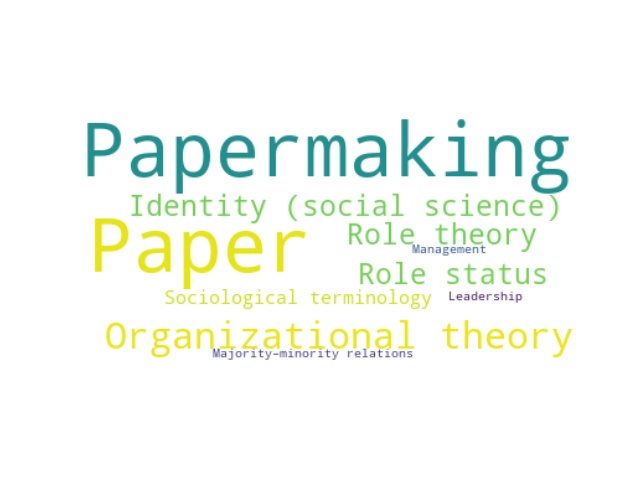 Papermaking
Identity (social science)
Paper
Role theory
Management
Role status
Sociological terminology
Leadership
Organizational theory
Majority–minority relations